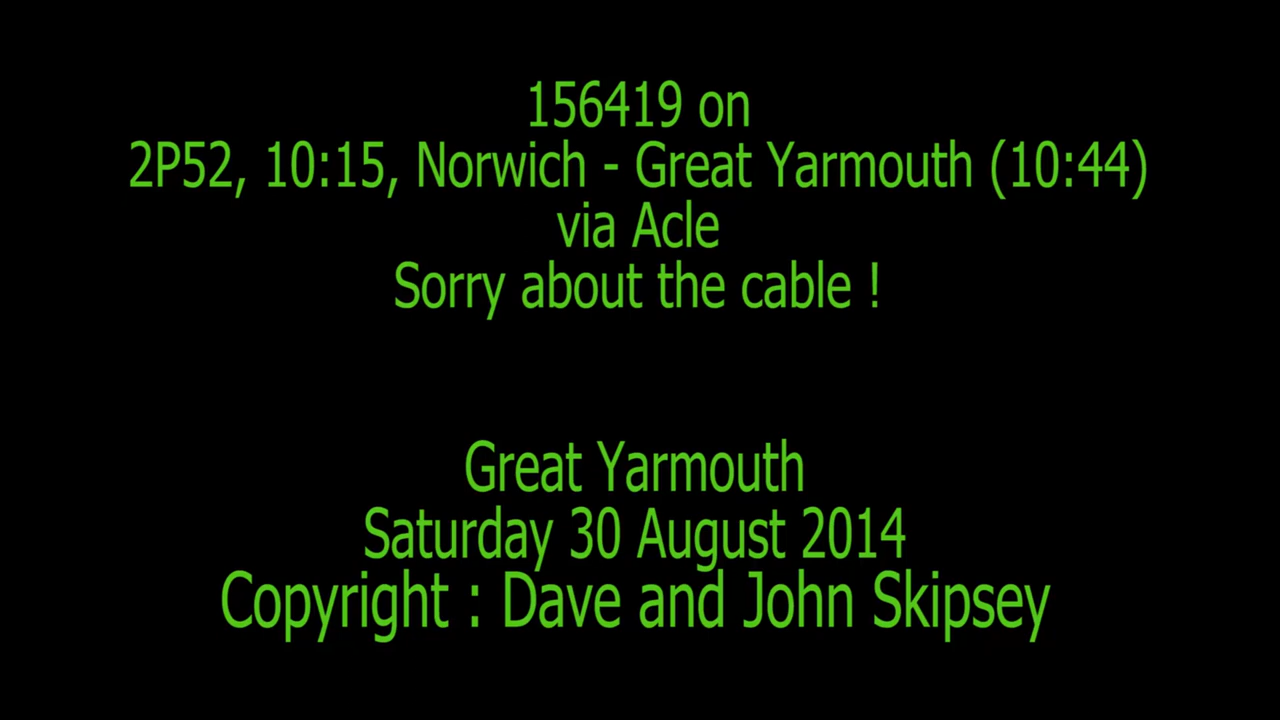 156419 on
2P52, 10:15, Norwich - Great Yarmouth (10:44)
via Acle
Sorry about the cable !
Great Yarmouth
Saturday 30 August 2014
Copyright : Dave and John Skipsey